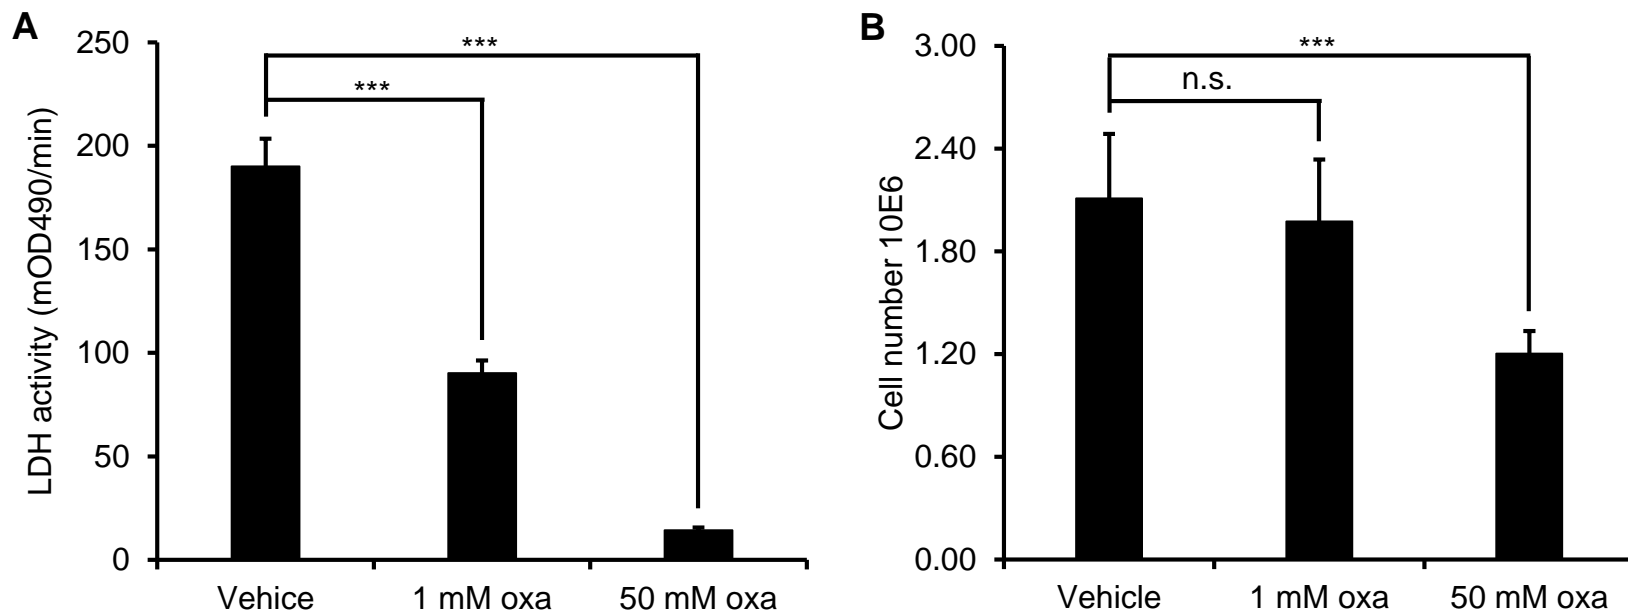 A
LDH activity (mOD490/min)
250
200
150
100
50
0
***
***
Vehice
1 mM oxa
50 mM oxa
B
Cell number 10E6
3.00
2.40
1.80
1.20
0.60
0.00
***
n.s.
Vehicle
1 mM oxa
50 mM oxa